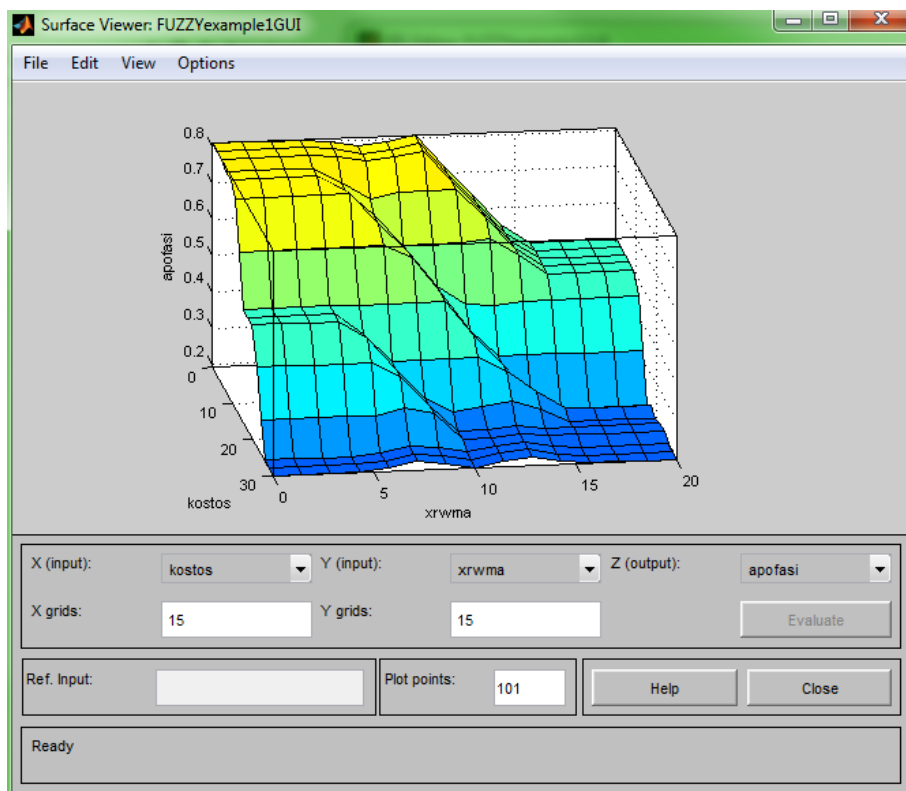 Surface Viewer: FUZZYexample1GUI
File Edit View Options
0.8
0.7
0.6
0.5
0.4
0.3
0.2
apofasi
0
10
20
30
kostos
0
5
10
15
20
xrwma
X (input): kostos Y (input): xrwma Z (output): apofasi
X grids: 15 Y grids: 15 Evaluate
Ref. Input: Plot points: 101 Help Close
Ready